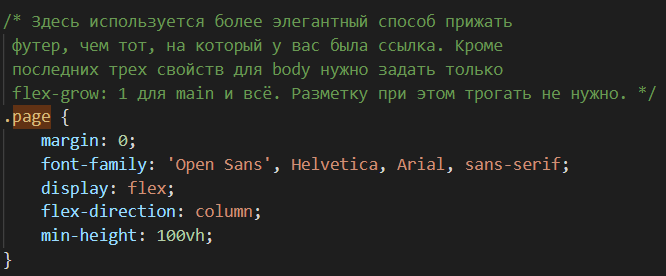 /* Здесь используется более элегантный способ прижать
футер, чем тот, на который у вас была ссылка. Кроме
последних трех свойств для body нужно задать только
flex-grow: 1 для main и всё. Разметку при этом трогать не нужно. */
.page {
margin: 0;
font-family: 'Open Sans', Helvetica, Arial, sans-serif;
display: flex;
flex-direction: column;
min-height: 100vh;
}